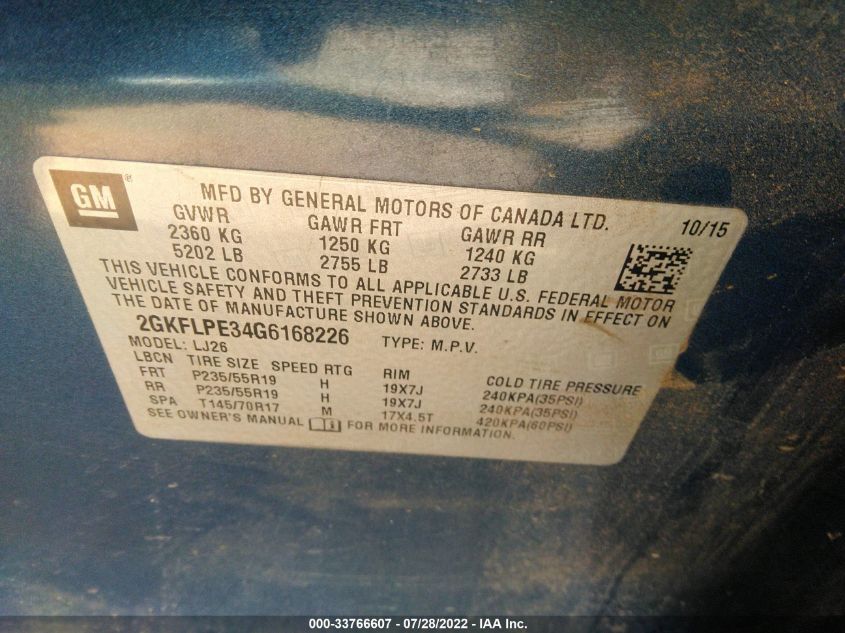 GM®
MFD BY GENERAL MOTORS OF CANADA LTD. 10/15
GVWR GAWR FRT GAWR RR
2360 KG 1250 KG 1240 KG
5202 LB 2755 LB 2733 LB
THIS VEHICLE CONFORMS TO ALL APPLICABLE U.S. FEDERAL MOTOR
VEHICLE SAFETY AND THEFT PREVENTION STANDARDS IN EFFECT ON
THE DATE OF MANUFACTURE SHOWN ABOVE.
2GKFLPE34G6168226 TYPE: M.P.V.
MODEL: LJ26
LBCN TIRE SIZE SPEED RTG RIM COLD TIRE PRESSURE
FRT P235/55R19 H 19X7J 240KPA(35PSI)
RR P235/55R19 H 19X7J 240KPA(35PSI)
SPA T145/70R17 M 17X4.5T 420KPA(60PSI)
SEE OWNER'S MANUAL FOR MORE INFORMATION.
000-33766607 - 07/28/2022 - IAA Inc.